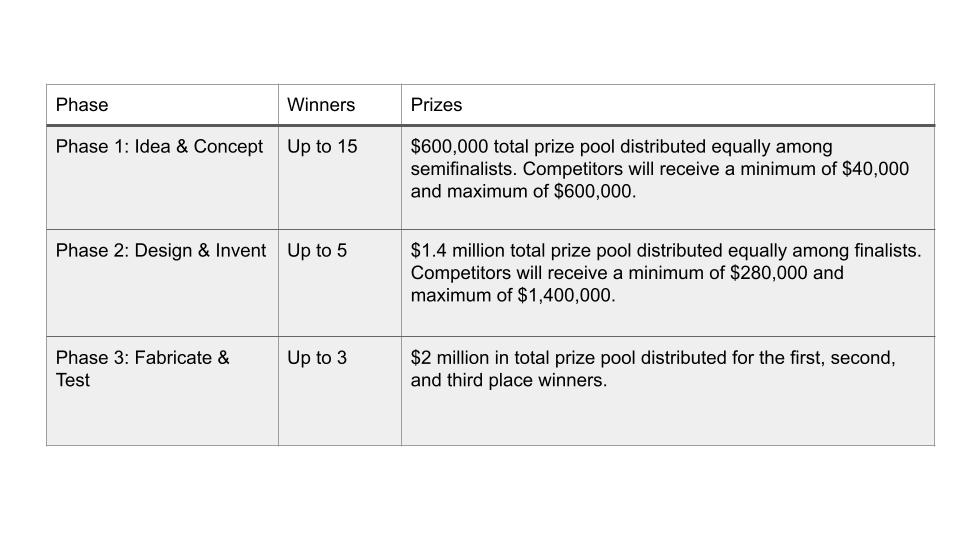 Phase
Winners
Prizes
Phase 1: Idea & Concept
Up to 15
$600,000 total prize pool distributed equally among
semifinalists. Competitors will receive a minimum of $40,000
and maximum of $600,000.
Phase 2: Design & Invent
Up to 5
$1.4 million total prize pool distributed equally among finalists.
Competitors will receive a minimum of $280,000 and
maximum of $1,400,000.
Phase 3: Fabricate &
Test
Up to 3
$2 million in total prize pool distributed for the first, second,
and third place winners.